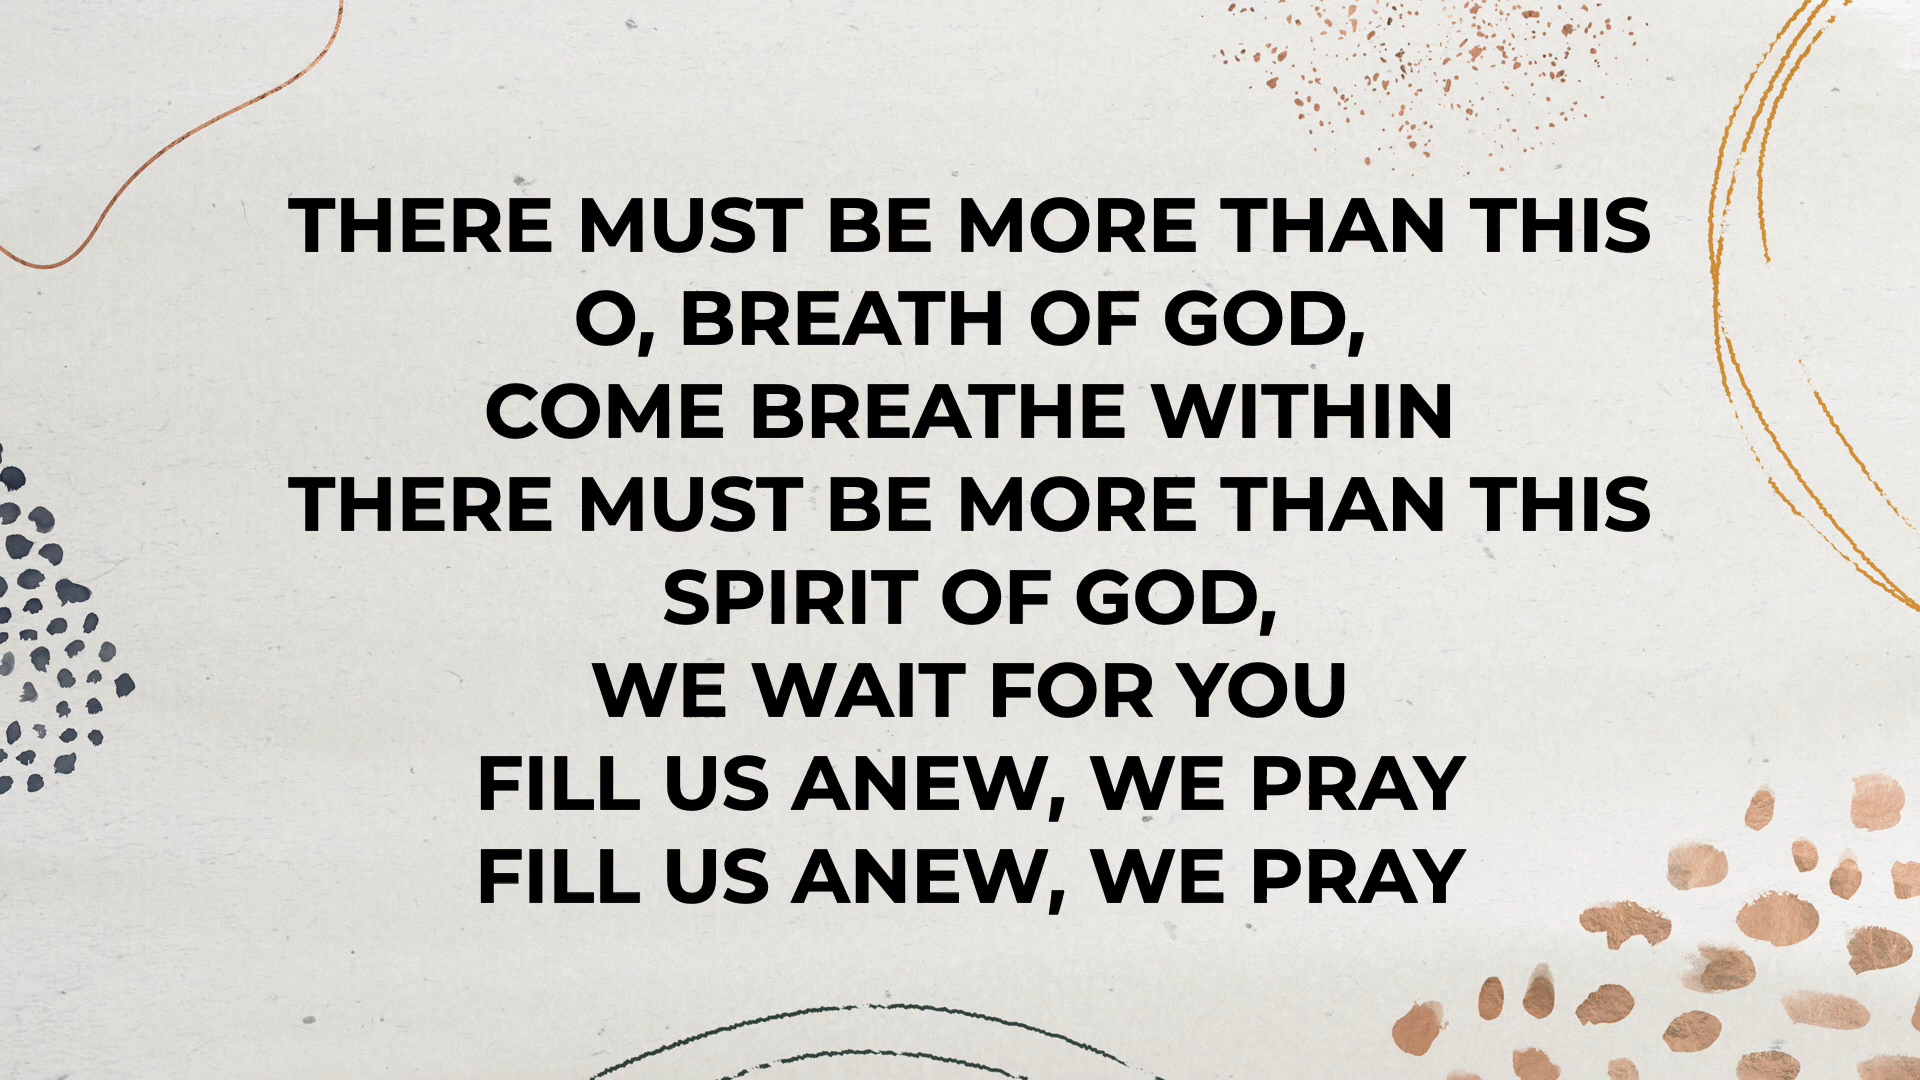 THERE MUST BE MORE THAN THIS
O, BREATH OF GOD,
COME BREATHE WITHIN
THERE MUST BE MORE THAN THIS
SPIRIT OF GOD,
WE WAIT FOR YOU
FILL US ANEW, WE PRAY
FILL US ANEW, WE PRAY